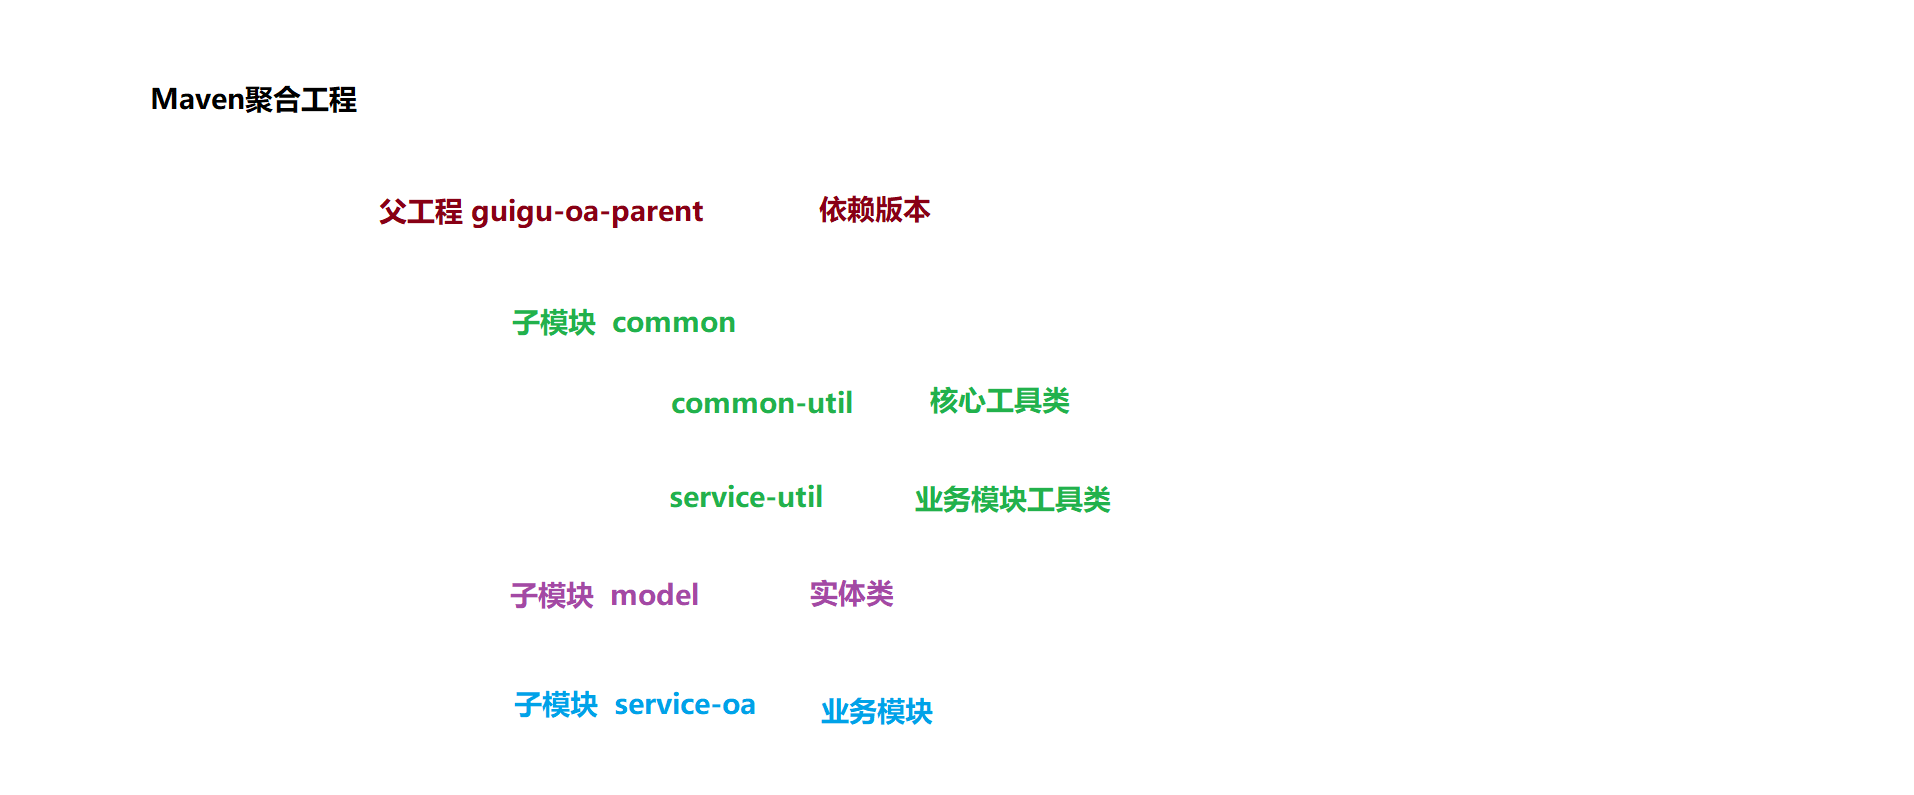 Maven聚合工程
父工程 guigu-oa-parent 依赖版本
子模块 common
common-util 核心工具类
service-util 业务模块工具类
子模块 model 实体类
子模块 service-oa 业务模块